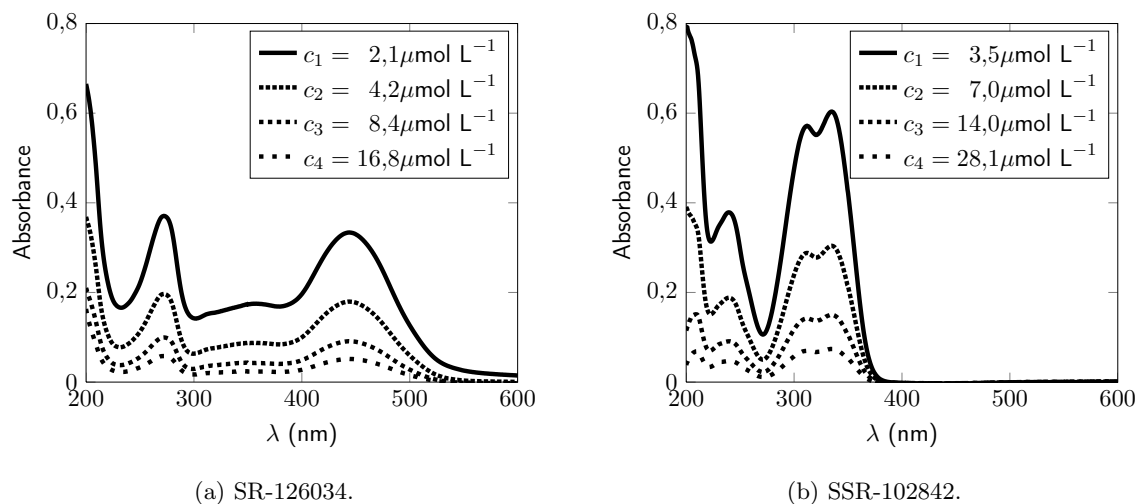 0,8
0,6
0,4
0,2
0
Absorbance
200 300 400 500 600
λ (nm)
c₁ = 2,1μmol L⁻¹
c₂ = 4,2μmol L⁻¹
c₃ = 8,4μmol L⁻¹
c₄ = 16,8μmol L⁻¹
(a) SR-126034.
0,8
0,6
0,4
0,2
0
Absorbance
200 300 400 500 600
λ (nm)
c₁ = 3,5μmol L⁻¹
c₂ = 7,0μmol L⁻¹
c₃ = 14,0μmol L⁻¹
c₄ = 28,1μmol L⁻¹
(b) SSR-102842.